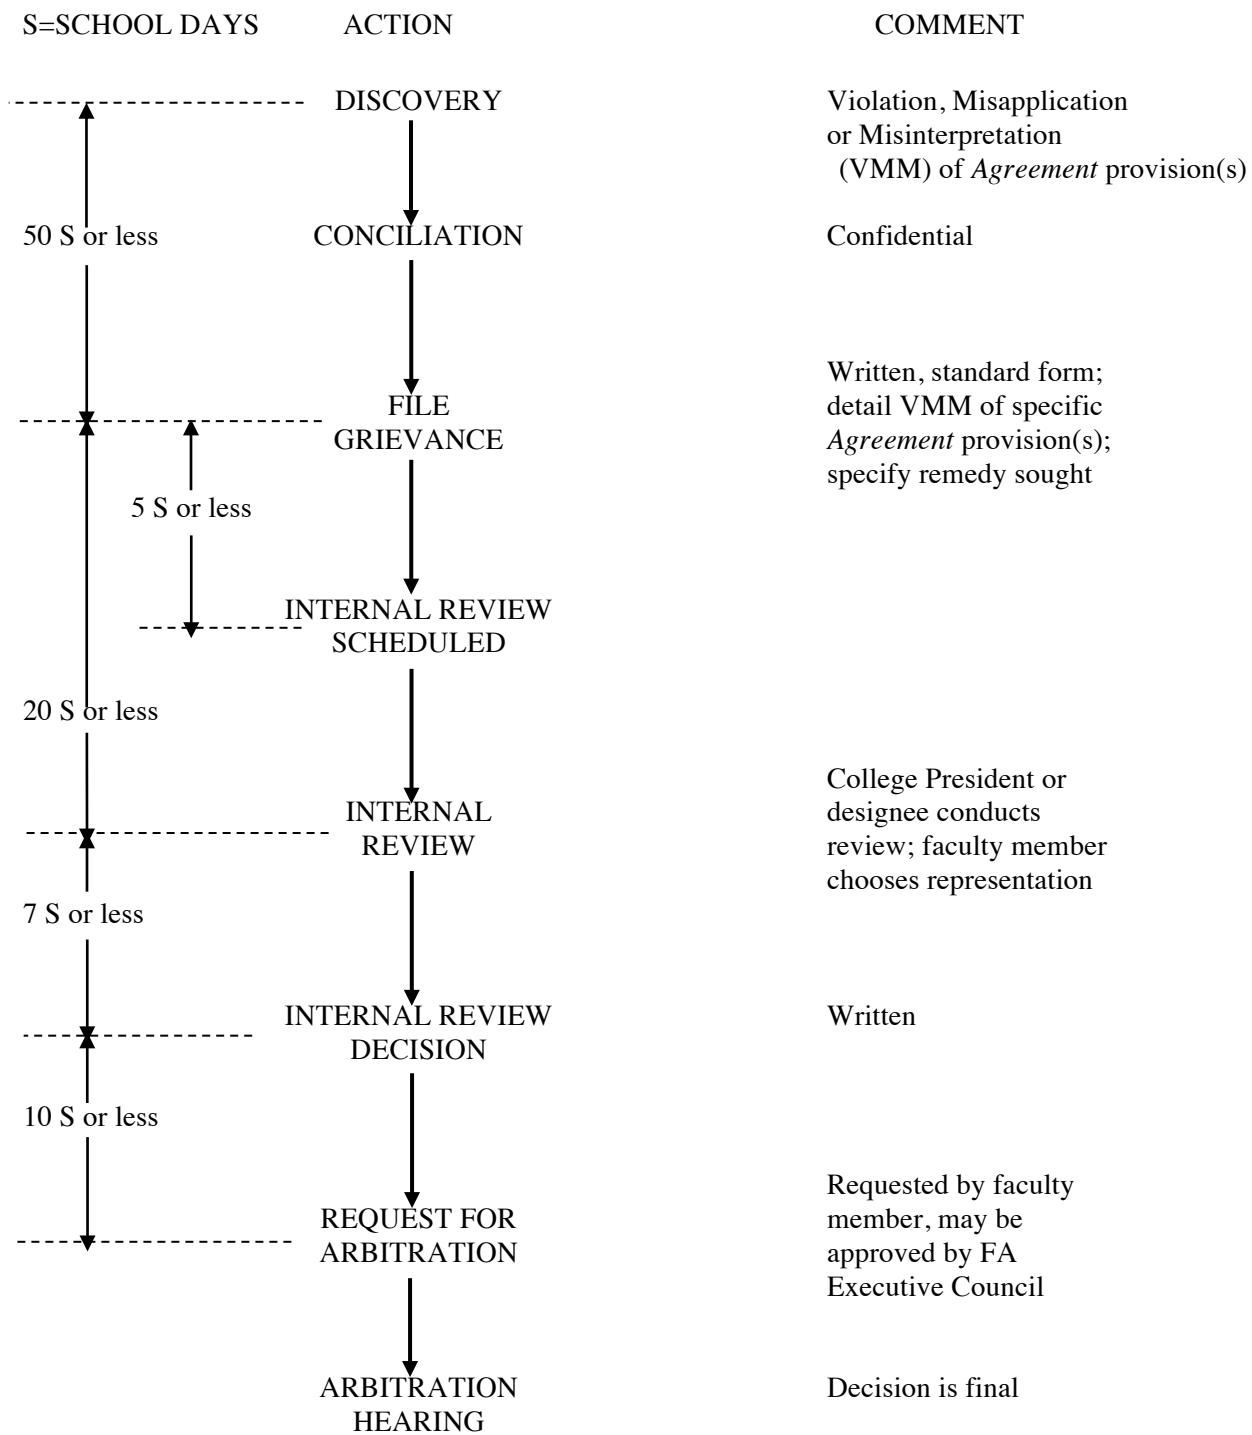 S=SCHOOL DAYS ACTION COMMENT
DISCOVERY Violation, Misapplication
or Misinterpretation
(VMM) of Agreement provision(s)
50 S or less CONCILIATION Confidential
Written, standard form;
FILE detail VMM of specific
GRIEVANCE Agreement provision(s);
specify remedy sought
5 S or less
INTERNAL REVIEW
SCHEDULED
20 S or less
College President or
INTERNAL designee conducts
REVIEW review; faculty member
chooses representation
7 S or less
INTERNAL REVIEW Written
DECISION
10 S or less
Requested by faculty
REQUEST FOR member, may be
ARBITRATION approved by FA
Executive Council
ARBITRATION Decision is final
HEARING